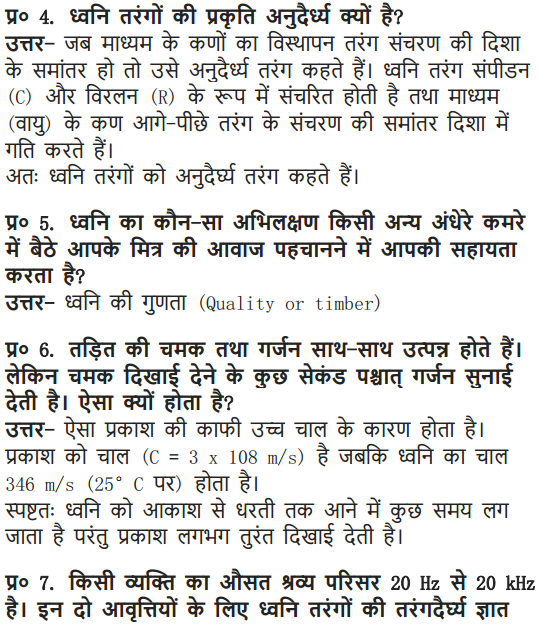 प्र० 4. ध्वनि तरंगों की प्रकृति अनुदैर्ध्य क्यों है?
उत्तर– जब माध्यम के कणों का विस्थापन तरंग संचरण की दिशा
के समांतर हो तो उसे अनुदैर्ध्य तरंग कहते हैं। ध्वनि तरंग संपीडन
(C) और विरलन (R) के रूप में संचरित होती है तथा माध्यम
(वायु) के कण आगे-पीछे तरंग के संचरण की समांतर दिशा में
गति करते हैं।
अतः ध्वनि तरंगों को अनुदैर्घ्य तरंग कहते हैं।
प्र० 5. ध्वनि का कौन-सा अभिलक्षण किसी अन्य अंधेरे कमरे
में बैठे आपके मित्र की आवाज पहचानने में आपकी सहायता
करता है?
उत्तर– ध्वनि की गुणता (Quality or timber)
प्र० 6. तड़ित की चमक तथा गर्जन साथ-साथ उत्पन्न होते हैं।
लेकिन चमक दिखाई देने के कुछ सेकंड पश्चात् गर्जन सुनाई
देती है। ऐसा क्यों होता है?
उत्तर– ऐसा प्रकाश की काफी उच्च चाल के कारण होता है।
प्रकाश को चाल (C = 3 x 108 m/s) है जबकि ध्वनि का चाल
346 m/s (25° C पर) होता है।
स्पष्टतः ध्वनि को आकाश से धरती तक आने में कुछ समय लग
जाता है परंतु प्रकाश लगभग तुरंत दिखाई देती है।
प्र० 7. किसी व्यक्ति का औसत श्रव्य परिसर 20 Hz से 20 kHz
है। इन दो आवृत्तियों के लिए ध्वनि तरंगों की तरंगदैर्घ्य ज्ञात